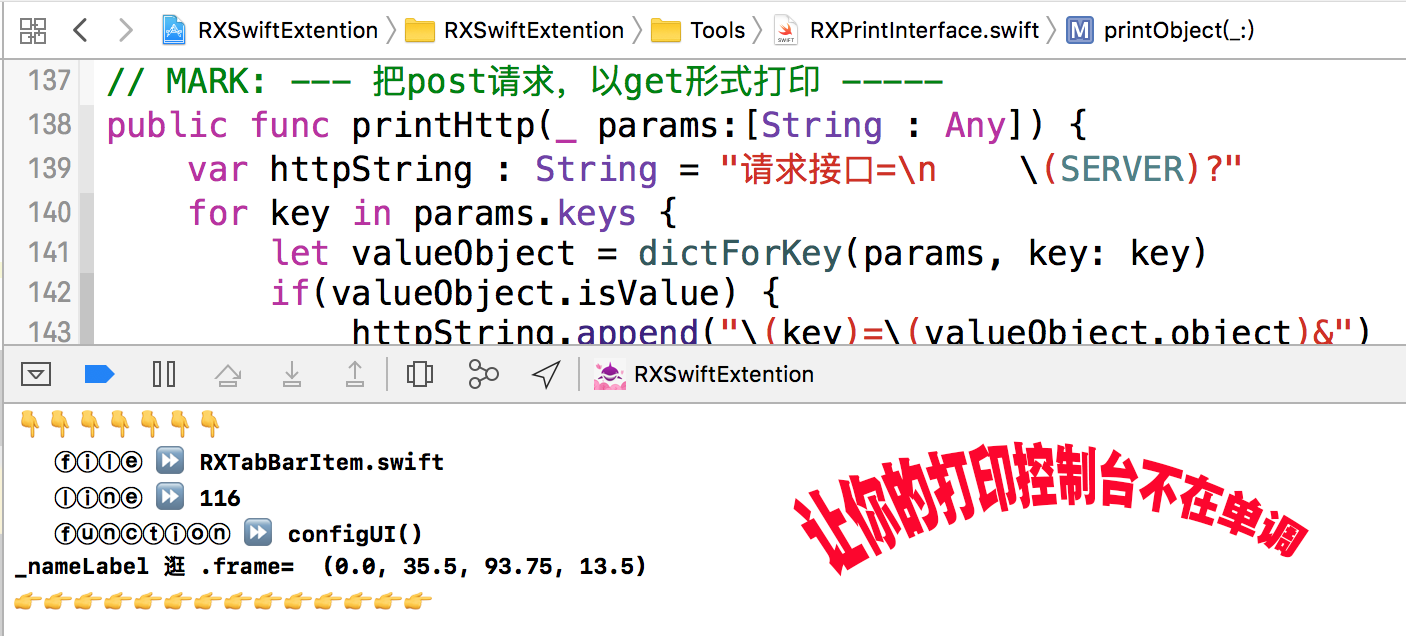 RXSwiftExtention RXSwiftExtention Tools RXPrintInterface.swift M printObject(_:)
137 // MARK: --- 把post请求，以get形式打印 -----
138 public func printHttp(_ params:[String : Any]) {
139 var httpString : String = "请求接口=\n    \(SERVER)?"
140 for key in params.keys {
141 let valueObject = dictForKey(params, key: key)
142 if(valueObject.isValue) {
143 httpString.append("\(key)=\(valueObject.object)&")
RXSwiftExtention
👇👇👇👇👇👇👇
ⓕⓘⓛⓔ ⏩ RXTabBarItem.swift
ⓛⓘⓝⓔ ⏩ 116
ⓕⓤⓝⓒⓣⓘⓞⓝ ⏩ configUI()
_nameLabel 逛 .frame=  (0.0, 35.5, 93.75, 13.5)
👉👉👉👉👉👉👉👉👉👉👉👉👉👉
让你的打印控制台不在单调